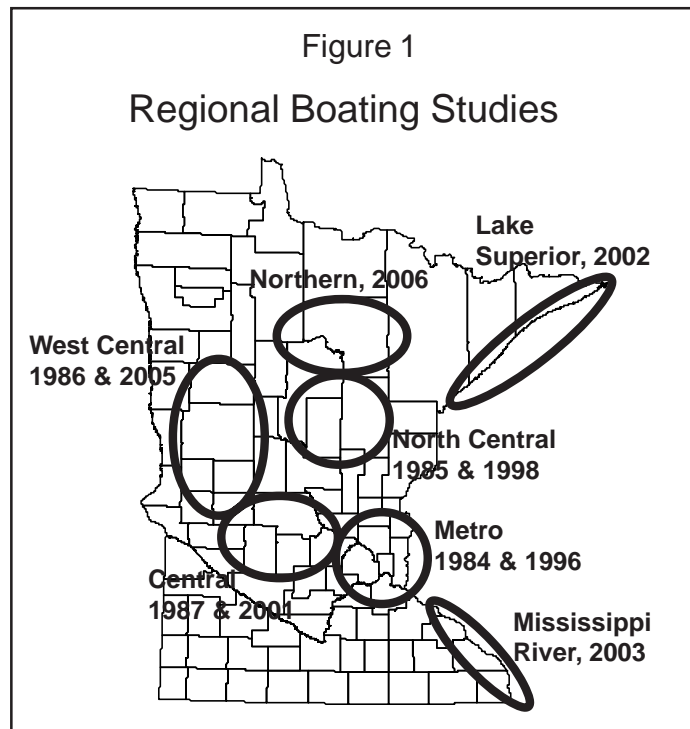 Figure 1
Regional Boating Studies
Lake
Superior, 2002
Northern, 2006
West Central
1986 & 2005
North Central
1985 & 1998
Metro
1984 & 1996
Central
1987 & 2001
Mississippi
River, 2003